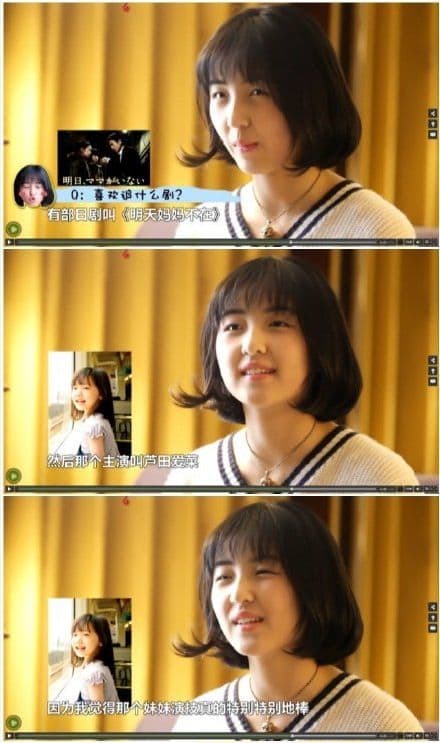 明日、ママがいない
Q: 喜欢追什么剧?
有部日剧叫《明天妈妈不在》
然后那个主演叫芦田爱菜
因为我觉得那个妹妹演技真的特别特别地棒